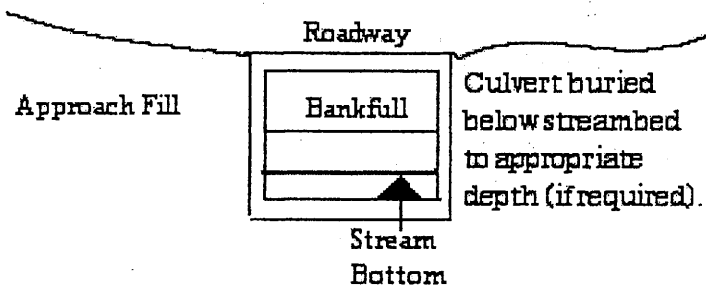 Roadway
Approach Fill
Bankfull
Culvert buried
below streambed
to appropriate
depth (if required).
Stream
Bottom